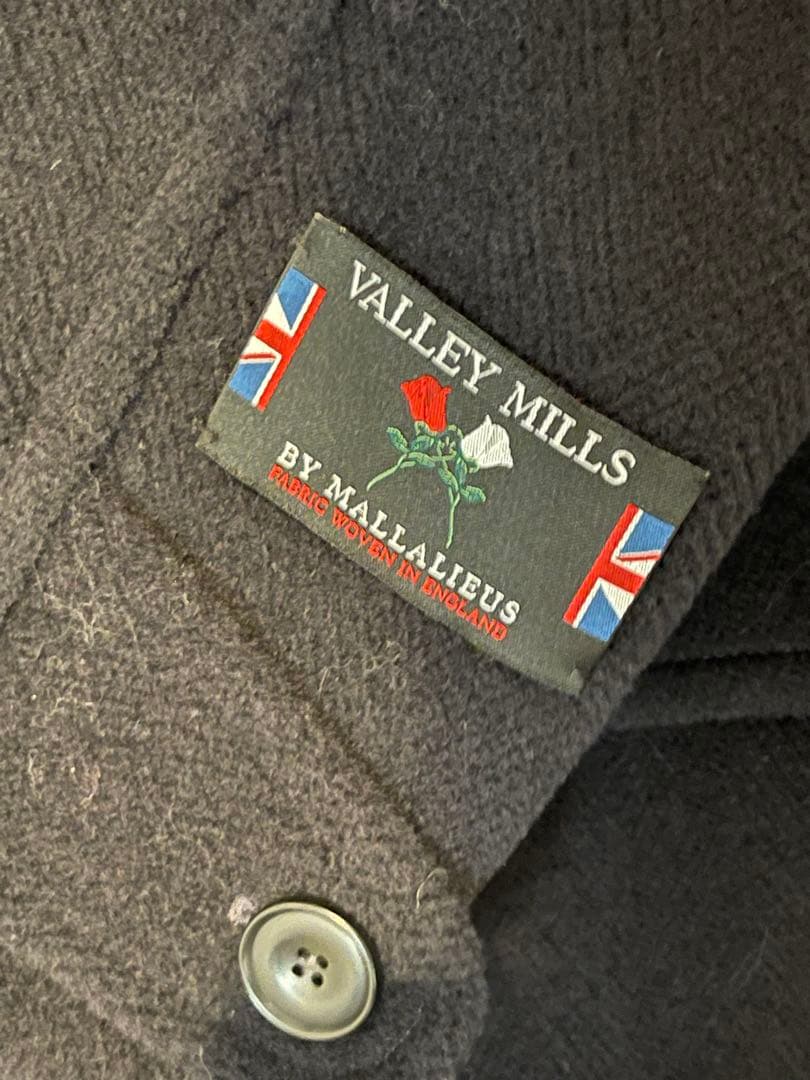 VALLEY MILLS
BY MALLALIEUS
FABRIC WOVEN IN ENGLAND